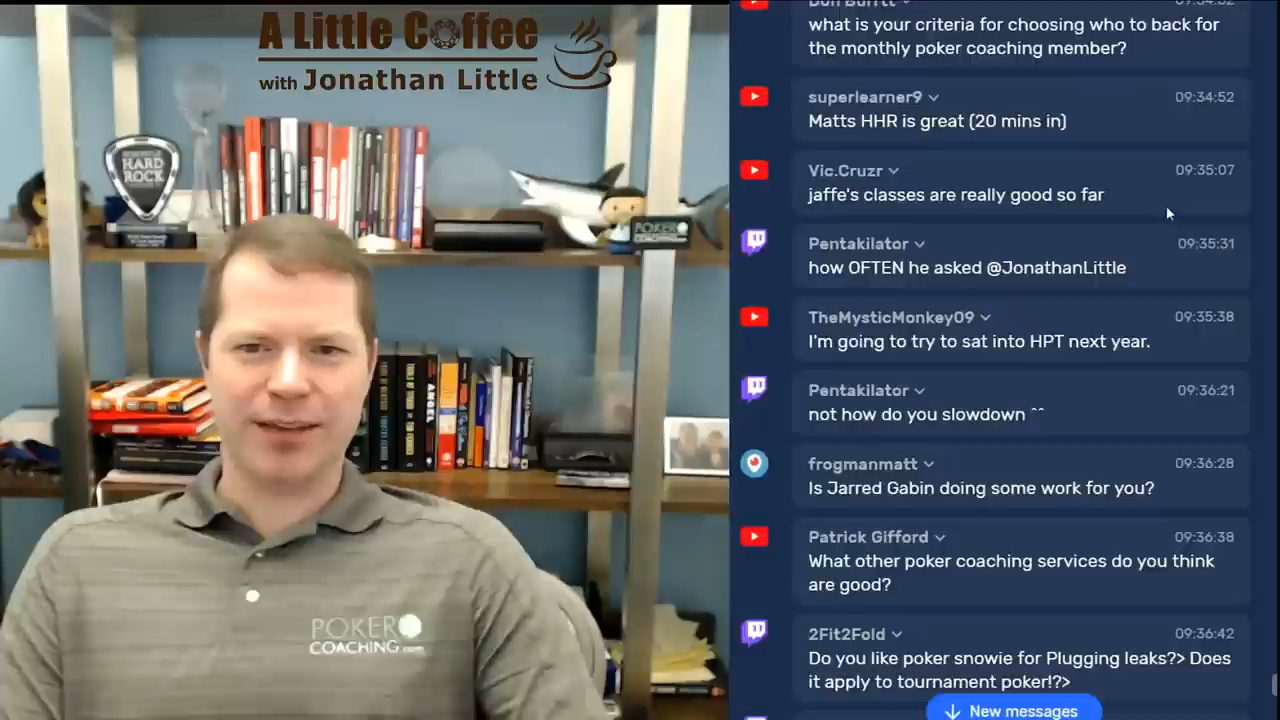 A Little Coffee
with Jonathan Little
HARD
ROCK
POKER
COACHING
ANGEL
POKER
COACHING.com
what is your criteria for choosing who to back for
the monthly poker coaching member?
superlearner9 09:34:52
Matts HHR is great (20 mins in)
Vic.Cruzr 09:35:07
jaffe's classes are really good so far
Pentakilator 09:35:31
how OFTEN he asked @JonathanLittle
TheMysticMonkey09 09:35:38
I'm going to try to sat into HPT next year.
Pentakilator 09:36:21
not how do you slowdown ^^
frogmanmatt 09:36:28
Is Jarred Gabin doing some work for you?
Patrick Gifford 09:36:38
What other poker coaching services do you think
are good?
2Fit2Fold 09:36:42
Do you like poker snowie for Plugging leaks?> Does
it apply to tournament poker!?>
New messages